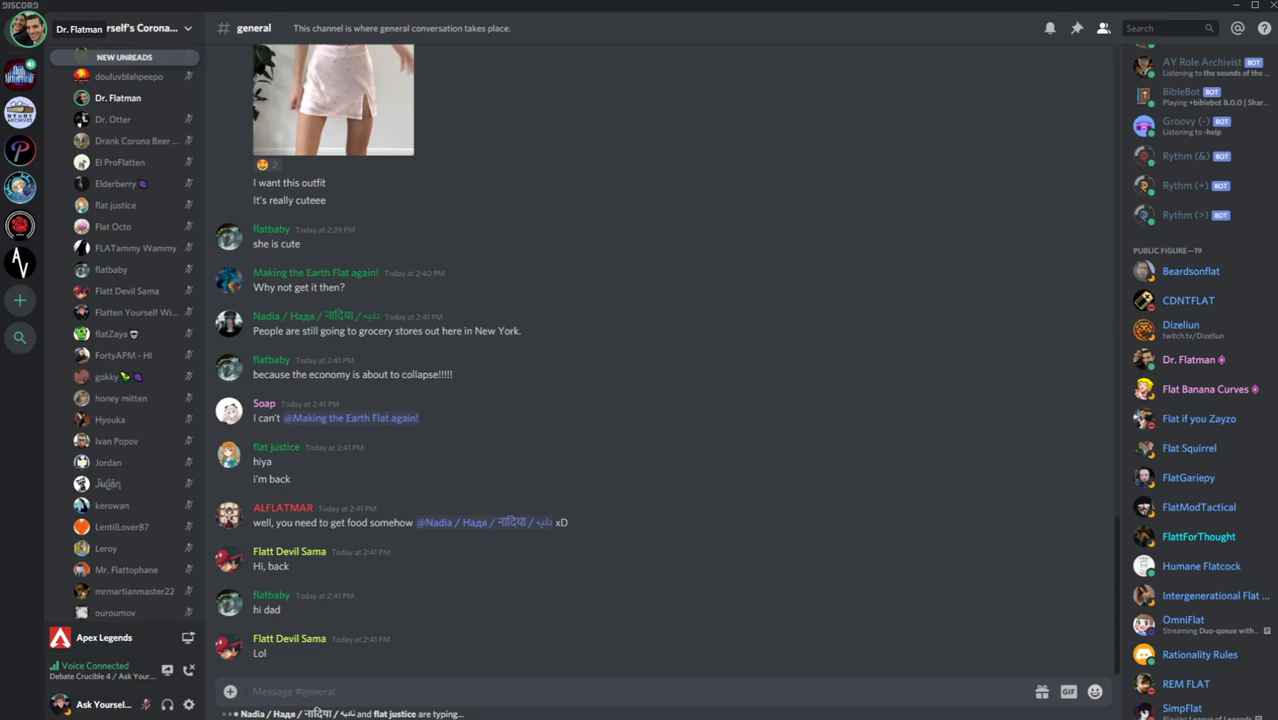 DISCORD
Dr. Flatman
rself's Corona...
NEW UNREADS
douluvblahpeepo
Dr. Flatman
Dr. Otter
Drank Corona Beer ...
El ProFlatten
Elderberry
flat justice
Flat Octo
FLATammy Wammy
flatbaby
Flatt Devil Sama
Flatten Yourself Wi...
flatZaya
FortyAPM - HI
gokky
honey mitten
Hyouka
Ivan Popov
Jordan
kerowan
LentilLover87
Leroy
Mr. Flattophane
mrmartianmaster22
ouroumov
Apex Legends
Voice Connected
Debate Crucible 4 / Ask Your...
Ask Yoursel...
# general
This channel is where general conversation takes place.
Search
STUDY
ARCHIVES
2
I want this outfit
It's really cuteee
flatbaby Today at 2:39 PM
she is cute
Making the Earth Flat again! Today at 2:40 PM
Why not get it then?
Nadia / Надя / नादिया / نادیہ Today at 2:41 PM
People are still going to grocery stores out here in New York.
flatbaby Today at 2:41 PM
because the economy is about to collapse!!!!!
Soap Today at 2:41 PM
I can't @Making the Earth Flat again!
flat justice Today at 2:41 PM
hiya
i'm back
ALFLATMAR Today at 2:41 PM
well, you need to get food somehow @Nadia / Надя / नादिया / نادیہ xD
Flatt Devil Sama Today at 2:41 PM
Hi, back
flatbaby Today at 2:41 PM
hi dad
Flatt Devil Sama Today at 2:41 PM
Lol
Message #general
GIF
Nadia / Надя / नादिया / نادیہ and flat justice are typing...
AY Role Archivist BOT
Listening to the sounds of the...
BibleBot BOT
Playing +biblebot 8.0.0 | Shar...
Groovy (-) BOT
Listening to -help
Rythm (&) BOT
Rythm (+) BOT
Rythm (>) BOT
PUBLIC FIGURE—19
Beardsonflat
CDNTFLAT
Dizeliun
twitch.tv/Dizeliun
Dr. Flatman
Flat Banana Curves
Flat if you Zayzo
Flat Squirrel
FlatGariepy
FlatModTactical
FlattForThought
Humane Flatcock
Intergenerational Flat ...
OmniFlat
Streaming Duo-queue with...
Rationality Rules
REM FLAT
SimpFlat
Playing League of Legends